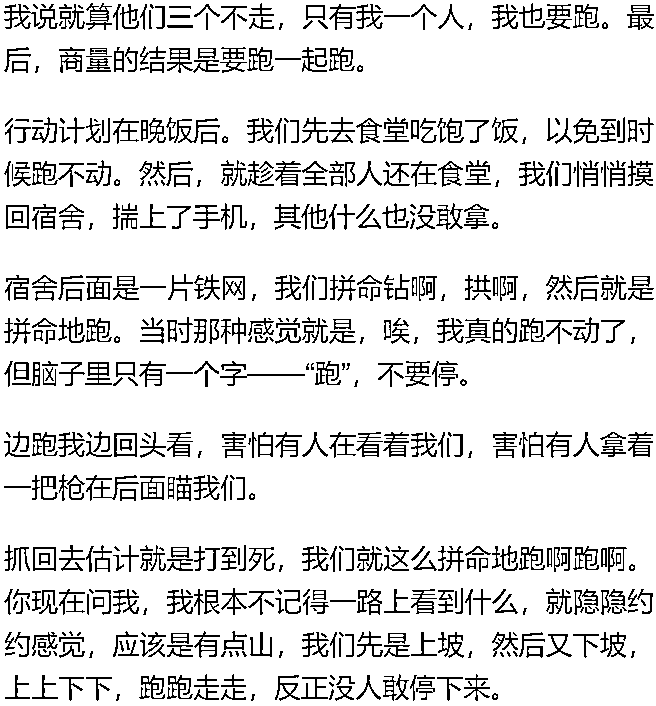 我说就算他们三个不走，只有我一个人，我也要跑。最
后，商量的结果是要跑一起跑。
行动计划在晚饭后。我们先去食堂吃饱了饭，以免到时
候跑不动。然后，就趁着全部人还在食堂，我们悄悄摸
回宿舍，揣上了手机，其他什么也没敢拿。
宿舍后面是一片铁网，我们拼命钻啊，拱啊，然后就是
拼命地跑。当时那种感觉就是，唉，我真的跑不动了，
但脑子里只有一个字——“跑”，不要停。
边跑我边回头看，害怕有人在看着我们，害怕有人拿着
一把枪在后面瞄我们。
抓回去估计就是打到死，我们就这么拼命地跑啊跑啊。
你现在问我，我根本不记得一路上看到什么，就隐隐约
约感觉，应该是有点山，我们先是上坡，然后又下坡，
上上下下，跑跑走走，反正没人敢停下来。